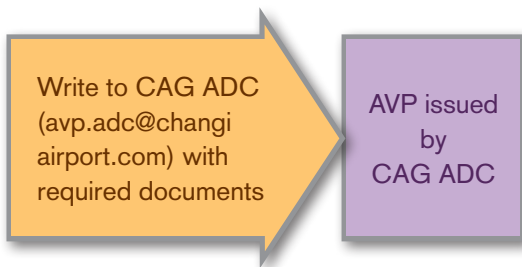 Write to CAG ADC
(avp.adc@changi
airport.com) with
required documents
AVP issued
by
CAG ADC